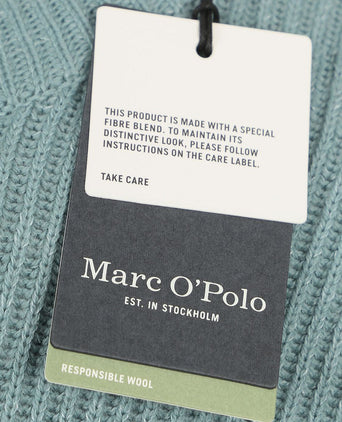 THIS PRODUCT IS MADE WITH A SPECIAL
FIBRE BLEND. TO MAINTAIN ITS
DISTINCTIVE LOOK, PLEASE FOLLOW
INSTRUCTIONS ON THE CARE LABEL.
TAKE CARE
Marc O'Polo
EST. IN STOCKHOLM
RESPONSIBLE WOOL